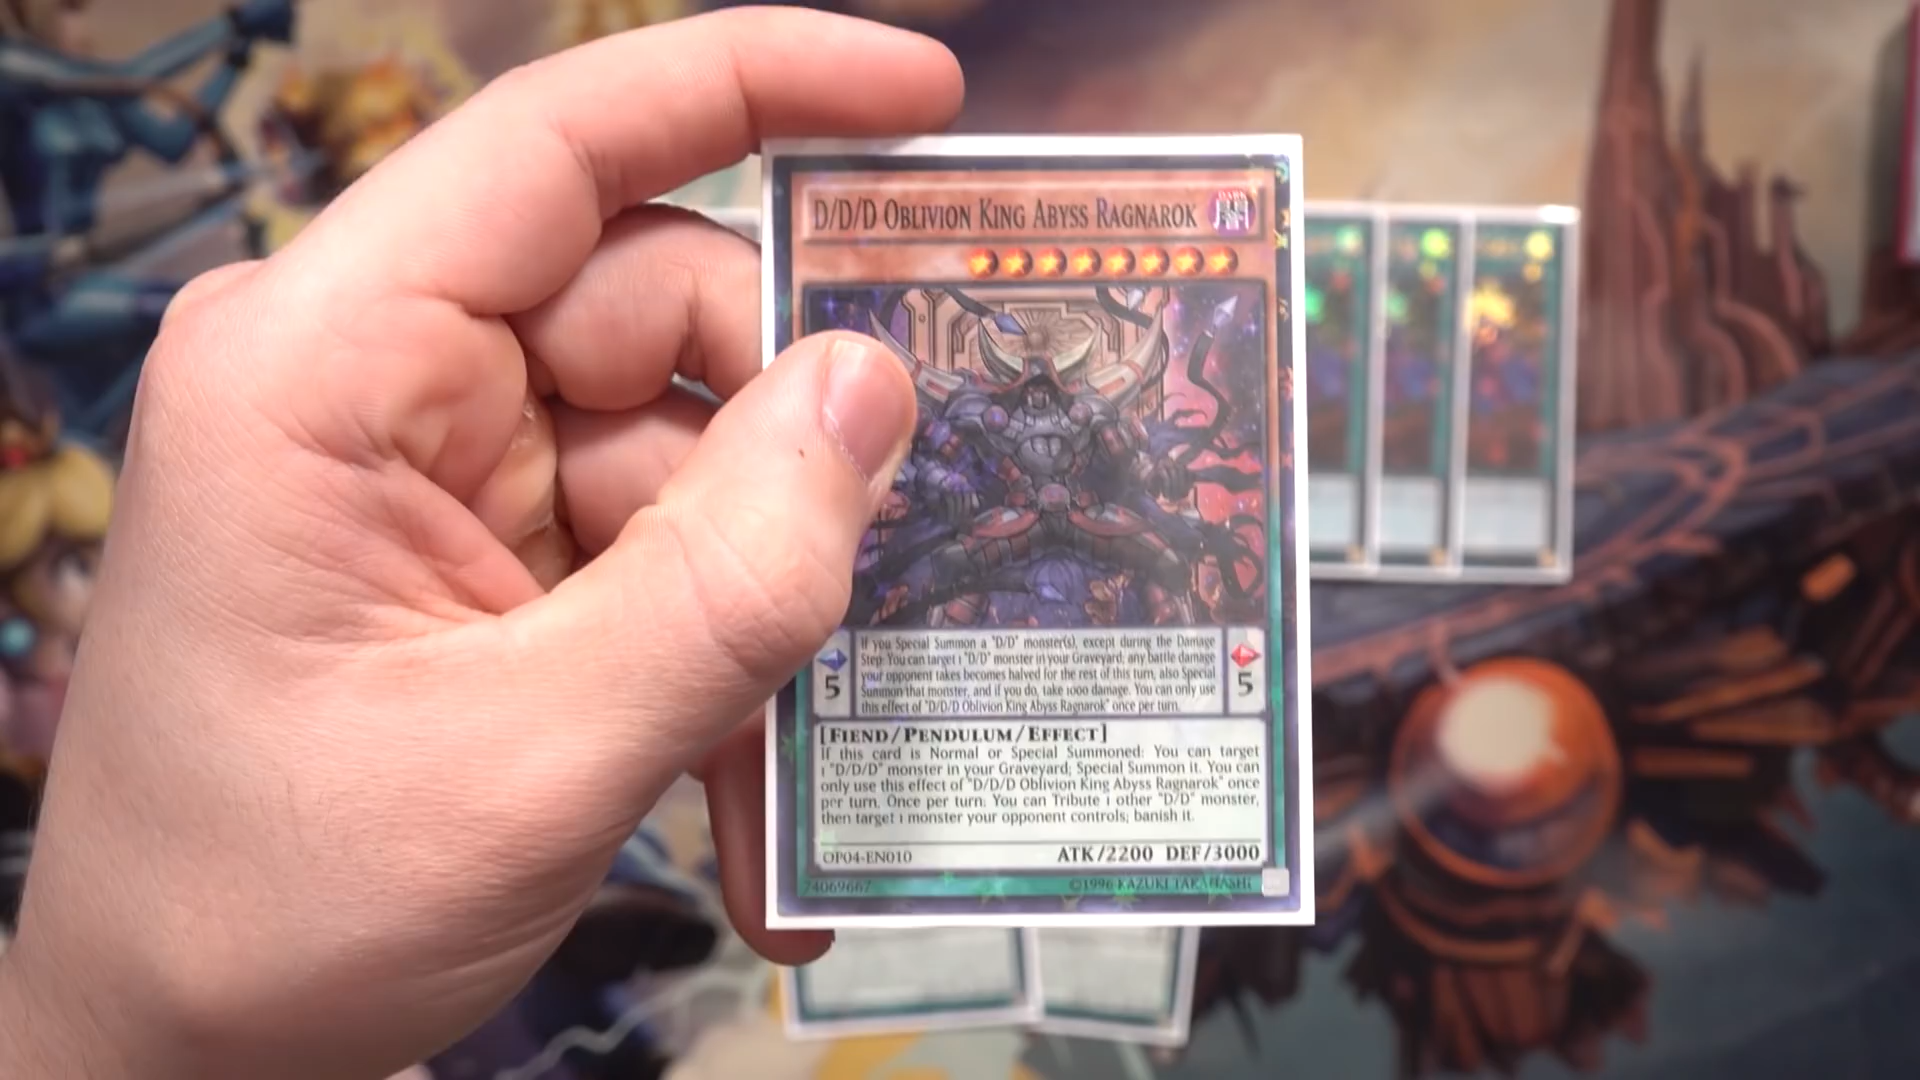 D/D/D OBLIVION KING ABYSS RAGNAROK
DARK
If you Special Summon a "D/D" monster(s), except during the Damage
Step: You can target 1 "D/D" monster in your Graveyard; any battle damage
your opponent takes becomes halved for the rest of this turn, also Special
Summon that monster, and if you do, take 1000 damage. You can only use
this effect of "D/D/D Oblivion King Abyss Ragnarok" once per turn.
5
5
[FIEND/PENDULUM/EFFECT]
If this card is Normal or Special Summoned: You can target
1 "D/D/D" monster in your Graveyard; Special Summon it. You can
only use this effect of "D/D/D Oblivion King Abyss Ragnarok" once
per turn. Once per turn: You can Tribute 1 other "D/D" monster,
then target 1 monster your opponent controls; banish it.
OP04-EN010
ATK/2200 DEF/3000
74069667
©1996 KAZUKI TAKAHASHI